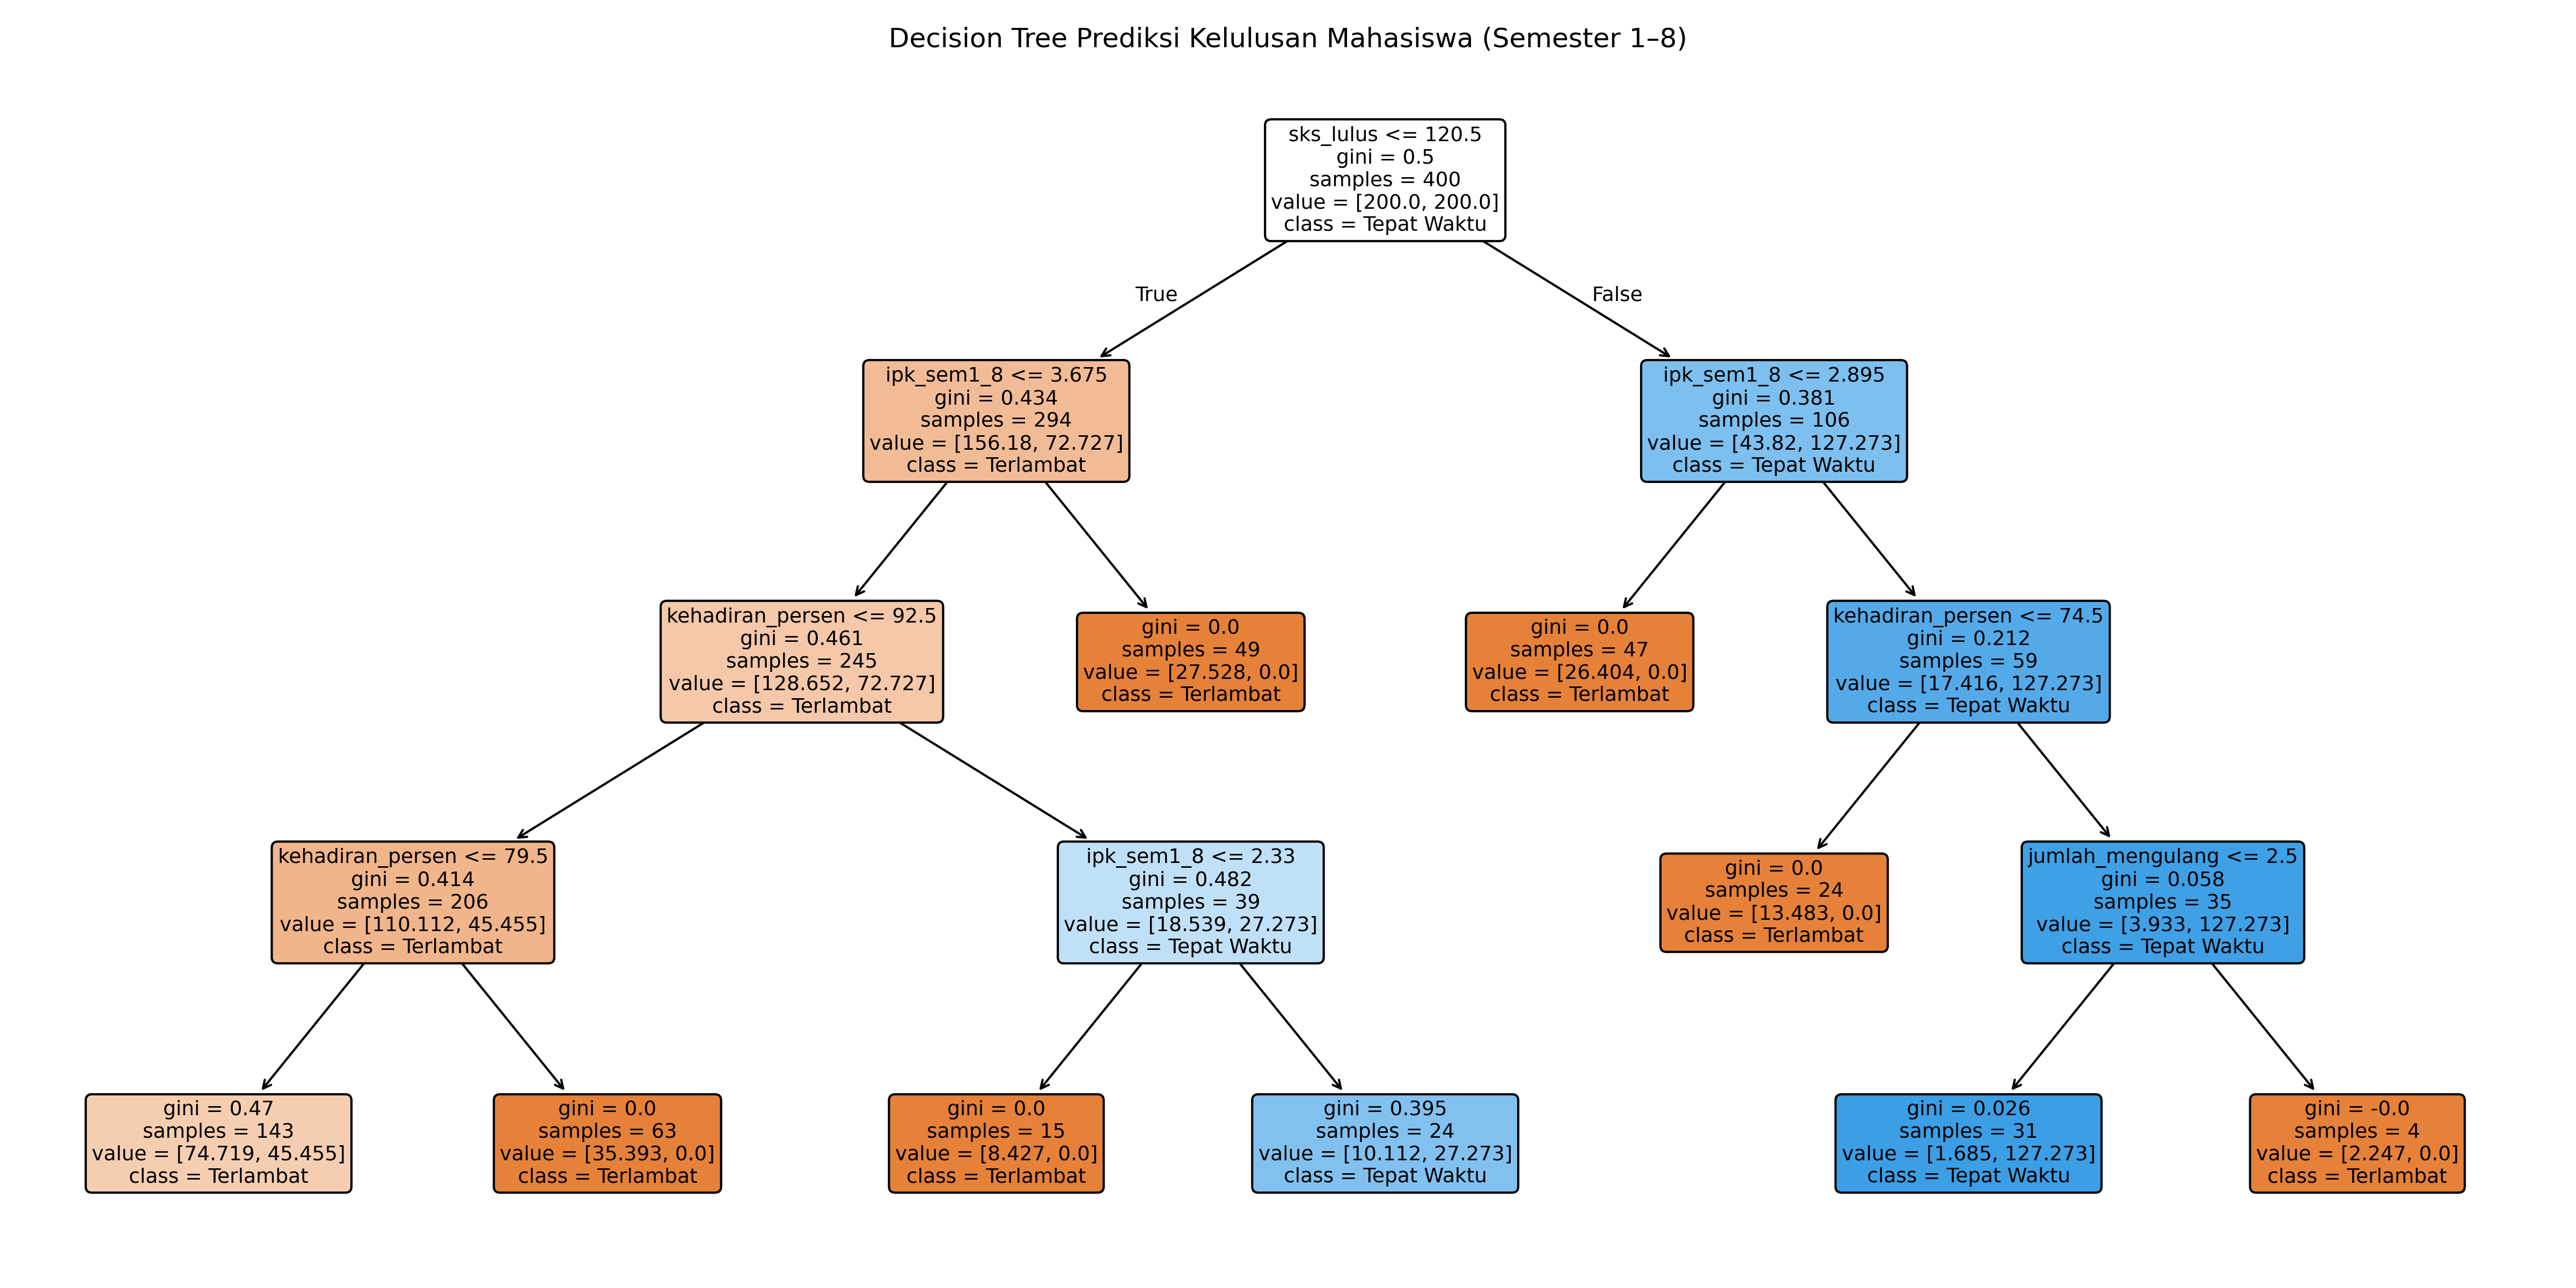 Decision Tree Prediksi Kelulusan Mahasiswa (Semester 1–8)
sks_lulus <= 120.5
gini = 0.5
samples = 400
value = [200.0, 200.0]
class = Tepat Waktu
True
False
ipk_sem1_8 <= 3.675
gini = 0.434
samples = 294
value = [156.18, 72.727]
class = Terlambat
ipk_sem1_8 <= 2.895
gini = 0.381
samples = 106
value = [43.82, 127.273]
class = Tepat Waktu
kehadiran_persen <= 92.5
gini = 0.461
samples = 245
value = [128.652, 72.727]
class = Terlambat
gini = 0.0
samples = 49
value = [27.528, 0.0]
class = Terlambat
gini = 0.0
samples = 47
value = [26.404, 0.0]
class = Terlambat
kehadiran_persen <= 74.5
gini = 0.212
samples = 59
value = [17.416, 127.273]
class = Tepat Waktu
kehadiran_persen <= 79.5
gini = 0.414
samples = 206
value = [110.112, 45.455]
class = Terlambat
ipk_sem1_8 <= 2.33
gini = 0.482
samples = 39
value = [18.539, 27.273]
class = Tepat Waktu
gini = 0.0
samples = 24
value = [13.483, 0.0]
class = Terlambat
jumlah_mengulang <= 2.5
gini = 0.058
samples = 35
value = [3.933, 127.273]
class = Tepat Waktu
gini = 0.47
samples = 143
value = [74.719, 45.455]
class = Terlambat
gini = 0.0
samples = 63
value = [35.393, 0.0]
class = Terlambat
gini = 0.0
samples = 15
value = [8.427, 0.0]
class = Terlambat
gini = 0.395
samples = 24
value = [10.112, 27.273]
class = Tepat Waktu
gini = 0.026
samples = 31
value = [1.685, 127.273]
class = Tepat Waktu
gini = -0.0
samples = 4
value = [2.247, 0.0]
class = Terlambat